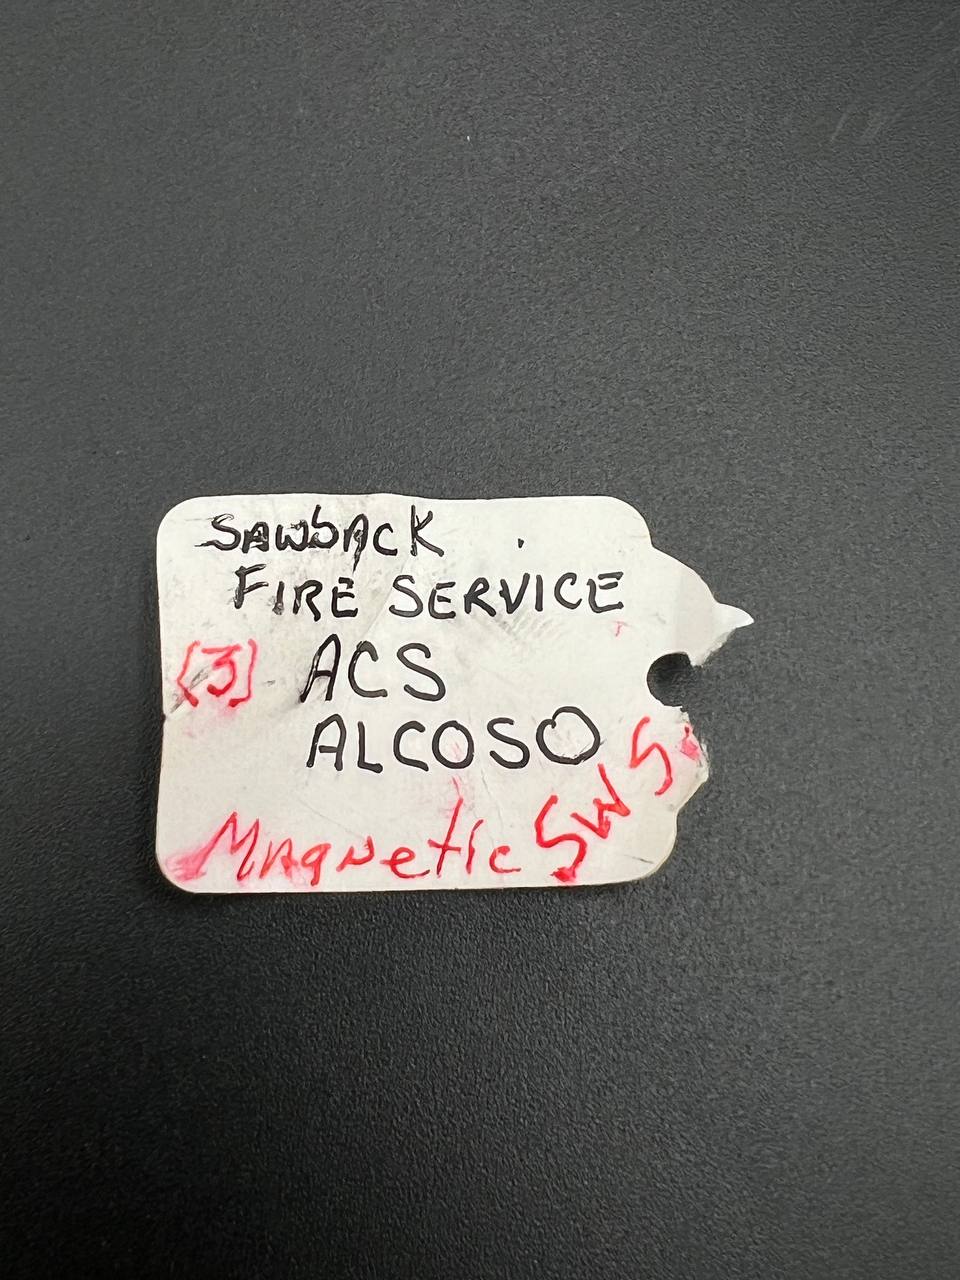 SAWbACK
FIRE SERVICE
[3] ACS
ALCOSO
Magnetic SWS